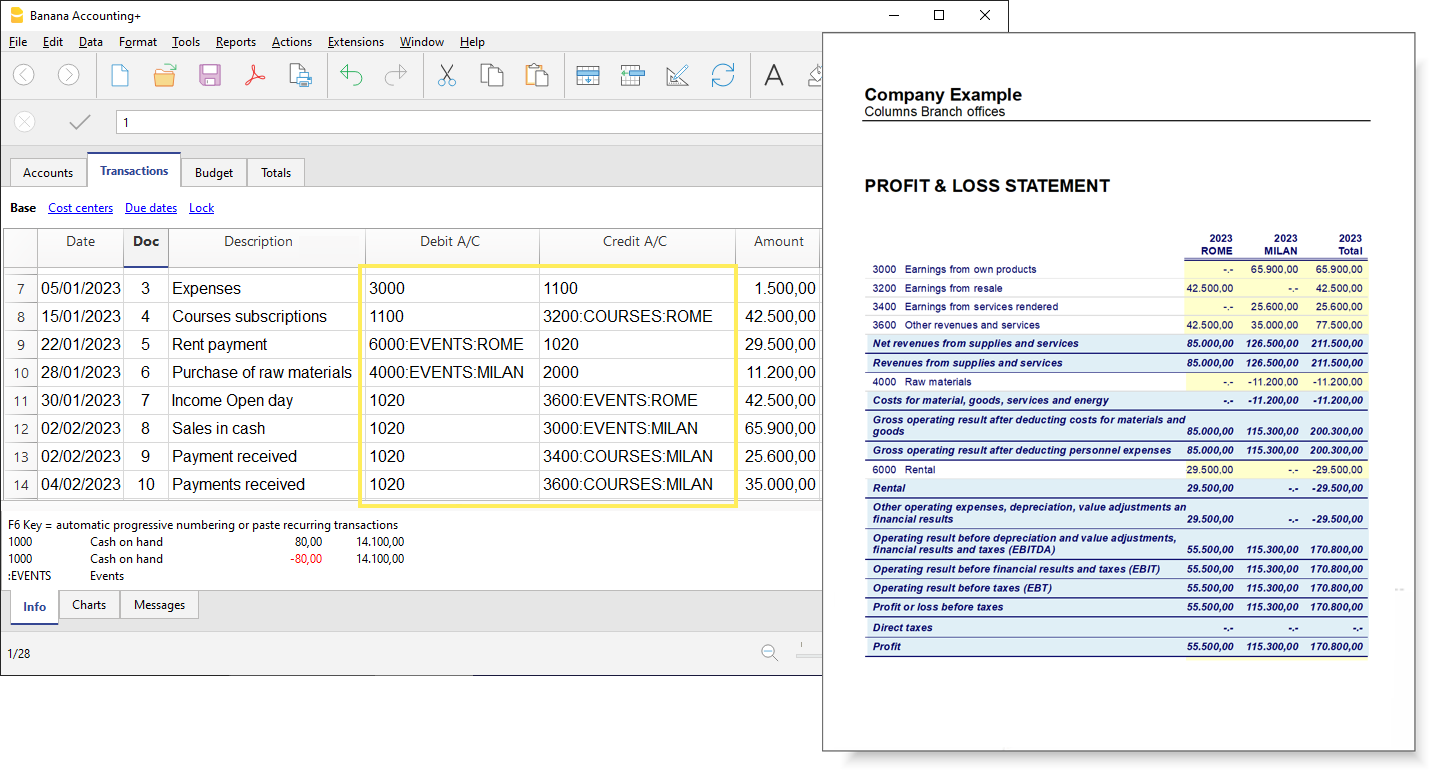 Banana Accounting+
File Edit Data Format Tools Reports Actions Extensions Window Help
1
Accounts Transactions Budget Totals
Base Cost centers Due dates Lock
Date Doc Description Debit A/C Credit A/C Amount
7 05/01/2023 3 Expenses 3000 1100 1.500,00
8 15/01/2023 4 Courses subscriptions 1100 3200:COURSES:ROME 42.500,00
9 22/01/2023 5 Rent payment 6000:EVENTS:ROME 1020 29.500,00
10 28/01/2023 6 Purchase of raw materials 4000:EVENTS:MILAN 2000 11.200,00
11 30/01/2023 7 Income Open day 1020 3600:EVENTS:ROME 42.500,00
12 02/02/2023 8 Sales in cash 1020 3000:EVENTS:MILAN 65.900,00
13 02/02/2023 9 Payment received 1020 3400:COURSES:MILAN 25.600,00
14 04/02/2023 10 Payments received 1020 3600:COURSES:MILAN 35.000,00
F6 Key = automatic progressive numbering or paste recurring transactions
1000 Cash on hand 80,00 14.100,00
1000 Cash on hand -80,00 14.100,00
:EVENTS Events
Info Charts Messages
1/28
Company Example
Columns Branch offices
PROFIT & LOSS STATEMENT
2023 2023 2023
ROME MILAN Total
3000 Earnings from own products -.- 65.900,00 65.900,00
3200 Earnings from resale 42.500,00 -.- 42.500,00
3400 Earnings from services rendered -.- 25.600,00 25.600,00
3600 Other revenues and services 42.500,00 35.000,00 77.500,00
Net revenues from supplies and services 85.000,00 126.500,00 211.500,00
Revenues from supplies and services 85.000,00 126.500,00 211.500,00
4000 Raw materials -.- -11.200,00 -11.200,00
Costs for material, goods, services and energy -.- -11.200,00 -11.200,00
Gross operating result after deducting costs for materials and
goods 85.000,00 115.300,00 200.300,00
Gross operating result after deducting personnel expenses 85.000,00 115.300,00 200.300,00
6000 Rental 29.500,00 -.- -29.500,00
Rental 29.500,00 -.- -29.500,00
Other operating expenses, depreciation, value adjustments an
financial results 29.500,00 -.- -29.500,00
Operating result before depreciation and value adjustments,
financial results and taxes (EBITDA) 55.500,00 115.300,00 170.800,00
Operating result before financial results and taxes (EBIT) 55.500,00 115.300,00 170.800,00
Operating result before taxes (EBT) 55.500,00 115.300,00 170.800,00
Profit or loss before taxes 55.500,00 115.300,00 170.800,00
Direct taxes -.- -.- -.-
Profit 55.500,00 115.300,00 170.800,00